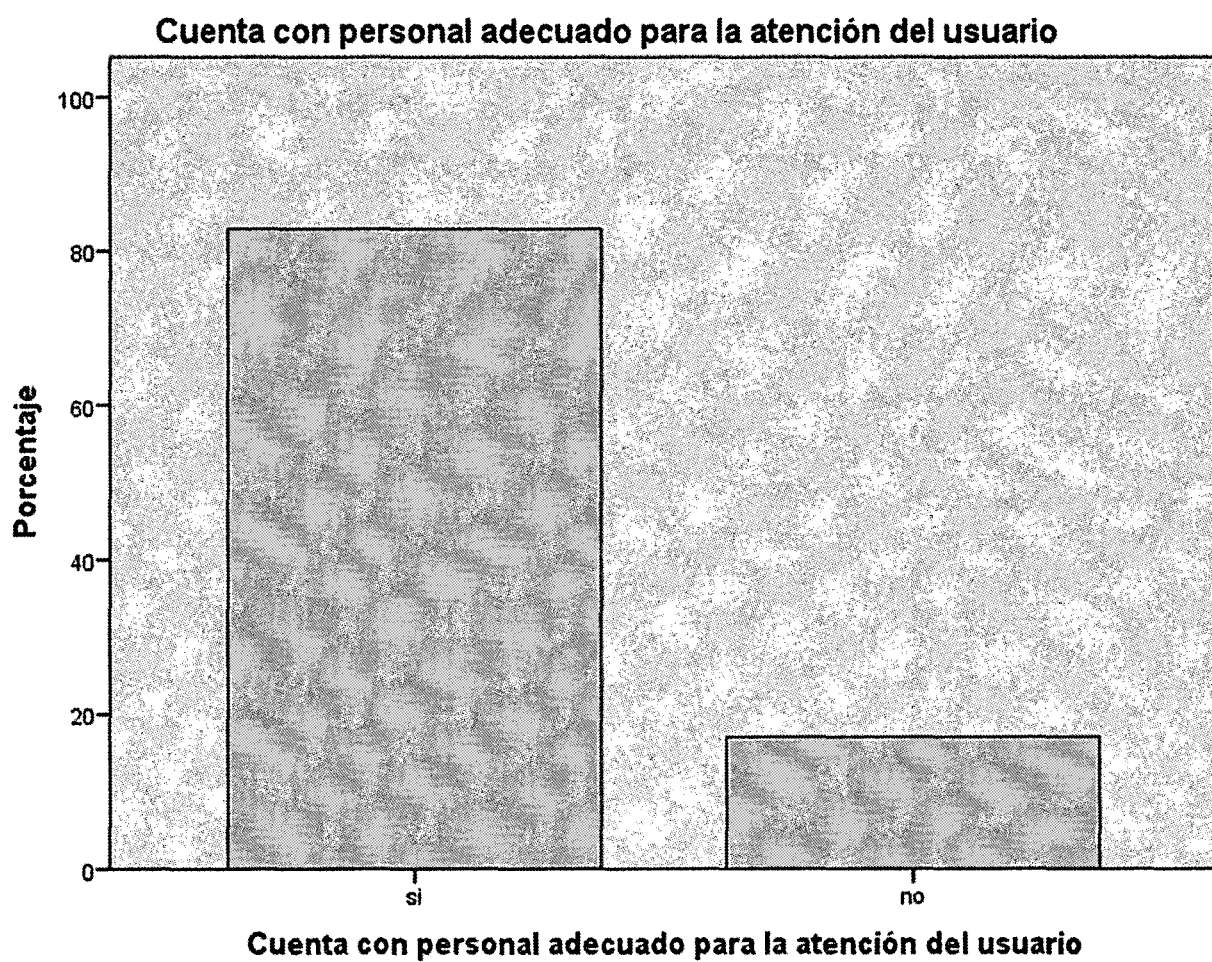 Cuenta con personal adecuado para la atención del usuario
100
80
60
40
20
0
Porcentaje
si
no
Cuenta con personal adecuado para la atención del usuario